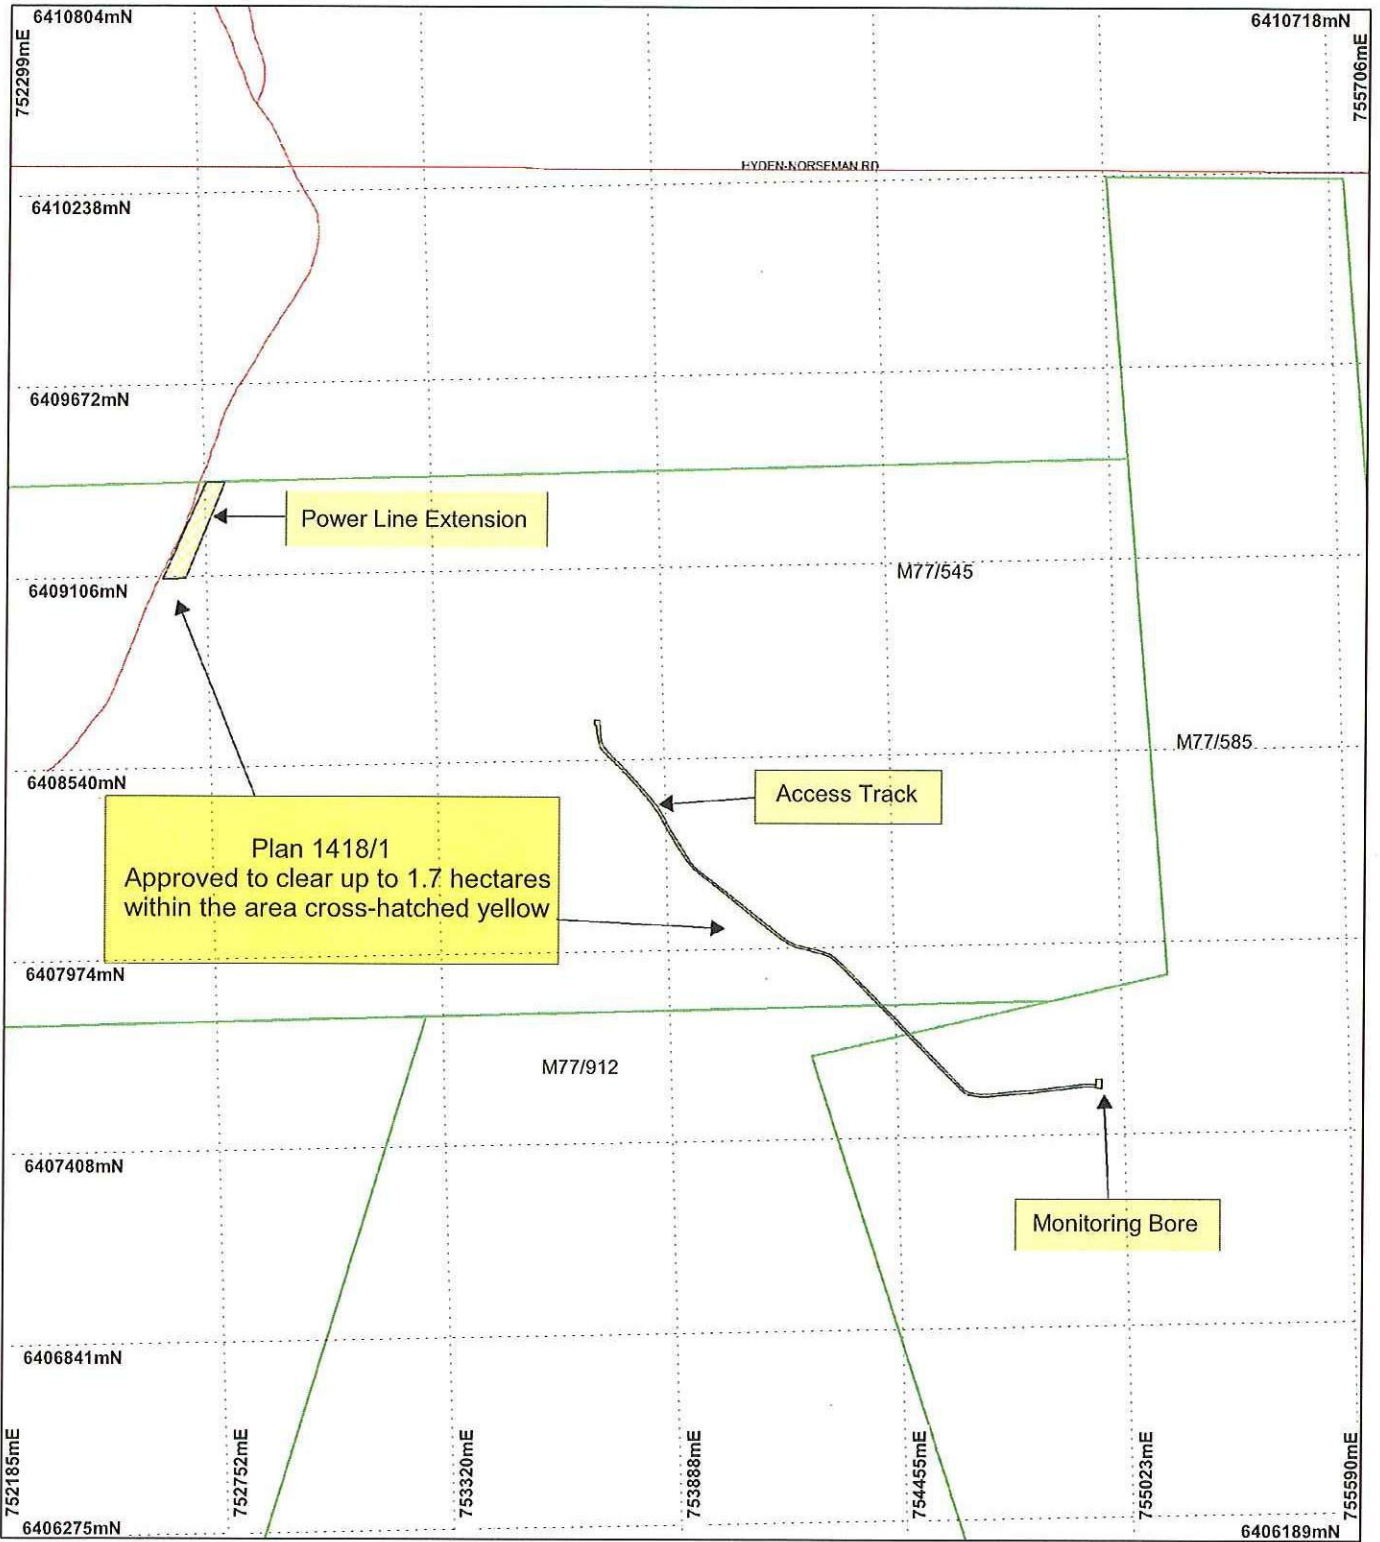 6410804mN
6410718mN
752299mE
755706mE
HYDEN-NORSEMAN RD
6410238mN
6409672mN
Power Line Extension
6409106mN
M77/545
M77/585
6408540mN
Access Track
Plan 1418/1
Approved to clear up to 1.7 hectares
within the area cross-hatched yellow
6407974mN
M77/912
6407408mN
Monitoring Bore
6406841mN
752185mE
752752mE
753320mE
753888mE
754455mE
755023mE
755590mE
6406275mN
6406189mN